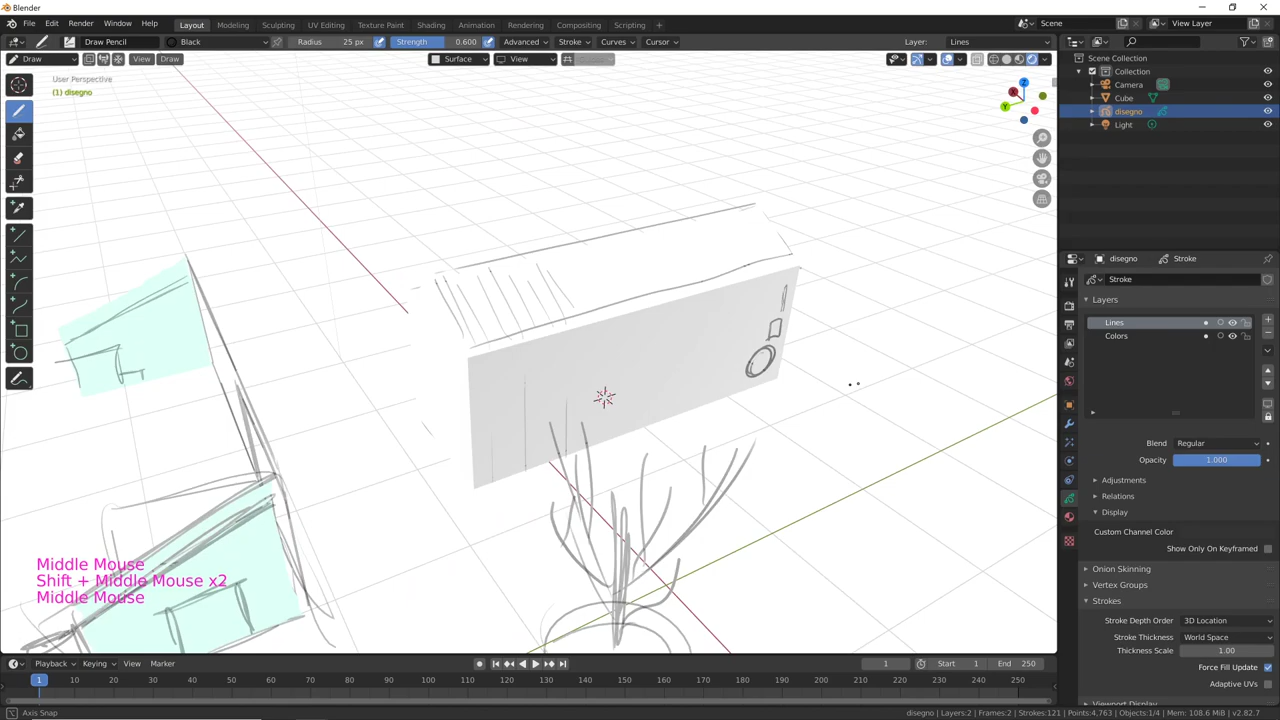 Blender
File Edit Render Window Help Layout Modeling Sculpting UV Editing Texture Paint Shading Animation Rendering Compositing Scripting + Scene View Layer
Draw Pencil Black Radius 25 px Strength 0.600 Advanced Stroke Curves Cursor Layer: Lines
Draw View Draw Surface View
User Perspective
(1) disegno
Z
Y
Scene Collection
Collection
Camera
Cube
disegno
Light
disegno Stroke
Stroke
Layers
Lines
Colors
Blend Regular
Opacity 1.000
Adjustments
Relations
Display
Custom Channel Color
Show Only On Keyframed
Onion Skinning
Vertex Groups
Strokes
Stroke Depth Order 3D Location
Stroke Thickness World Space
Thickness Scale 1.00
Force Fill Update
Adaptive UVs
Viewport Display
Middle Mouse
Shift + Middle Mouse x2
Middle Mouse
Playback Keying View Marker 1 Start 1 End 250
1 10 20 30 40 50 60 70 80 90 100 110 120 130 140 150 160 170 180 190 200 210 220 230 240 250
Axis Snap disegno | Layers:2 | Frames:2 | Strokes:121 | Points:4,763 | Objects:1/4 | Mem: 108.6 MiB | v2.82.7